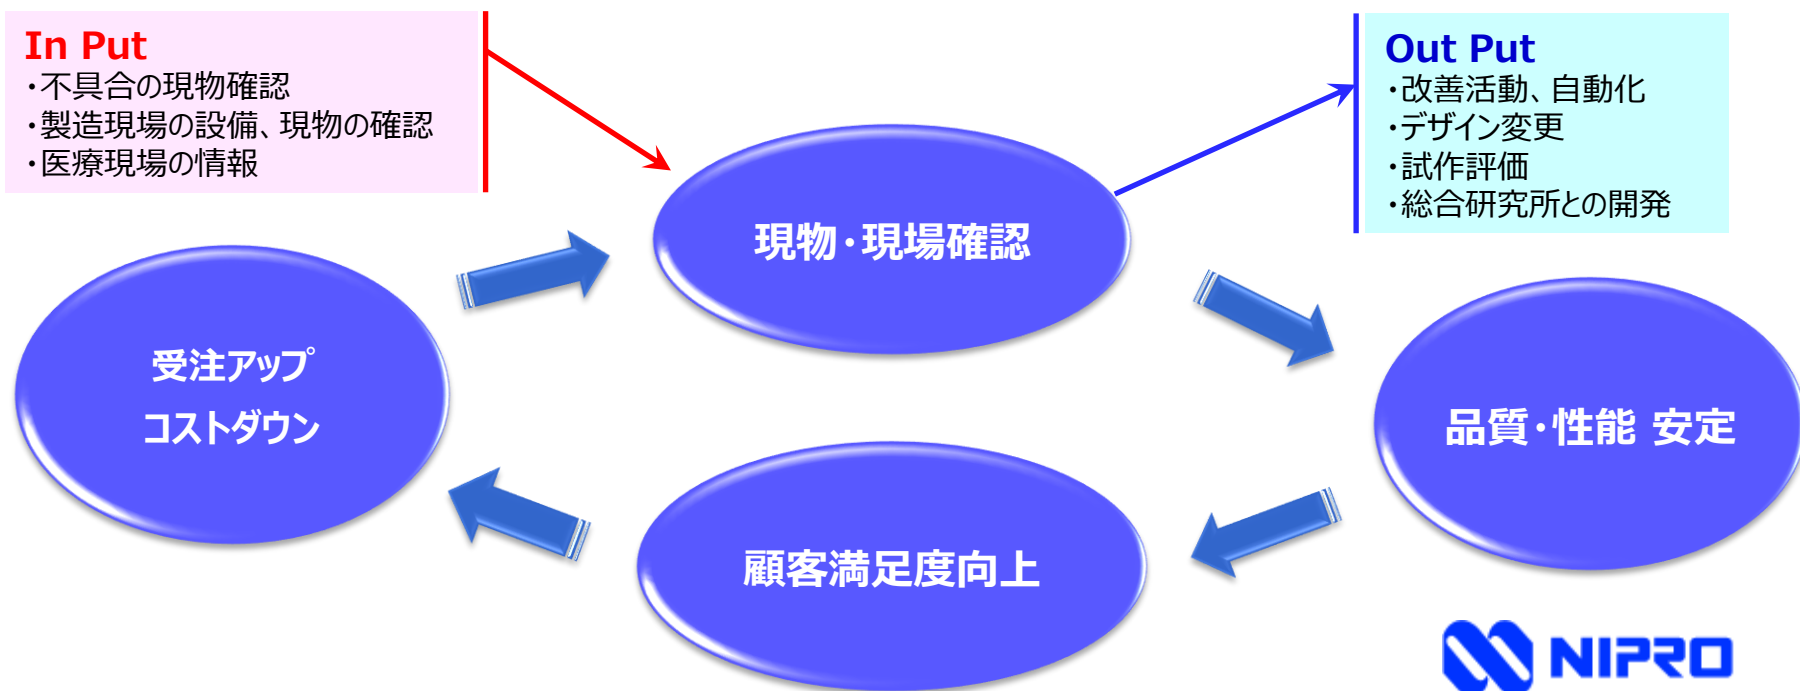 In Put
・不具合の現物確認
・製造現場の設備、現物の確認
・医療現場の情報
Out Put
・改善活動、自動化
・デザイン変更
・試作評価
・総合研究所との開発
現物・現場確認
受注アップ
コストダウン
品質・性能 安定
顧客満足度向上
NIPRO